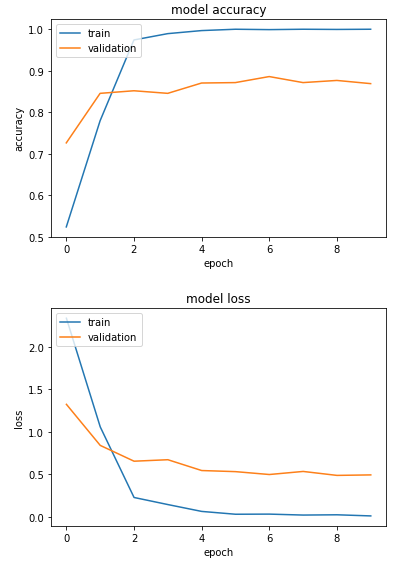 model accuracy
1.0
0.9
0.8
0.7
0.6
0.5
accuracy
train
validation
0 2 4 6 8
epoch
model loss
2.0
1.5
1.0
0.5
0.0
loss
train
validation
0 2 4 6 8
epoch